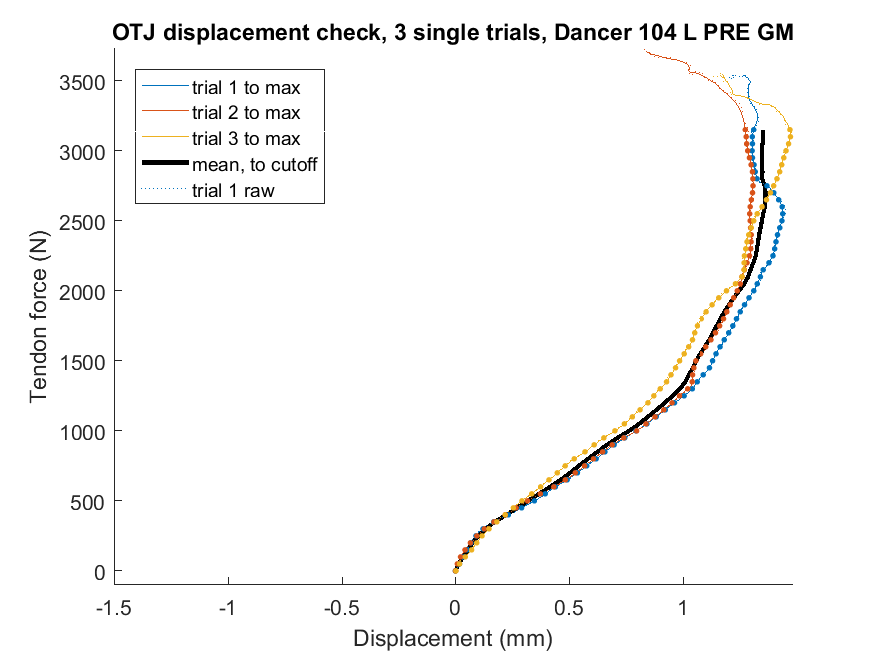 OTJ displacement check, 3 single trials, Dancer 104 L PRE GM
3500
3000
2500
2000
1500
1000
500
0
Tendon force (N)
trial 1 to max
trial 2 to max
trial 3 to max
mean, to cutoff
trial 1 raw
-1.5
-1
-0.5
0
0.5
1
Displacement (mm)